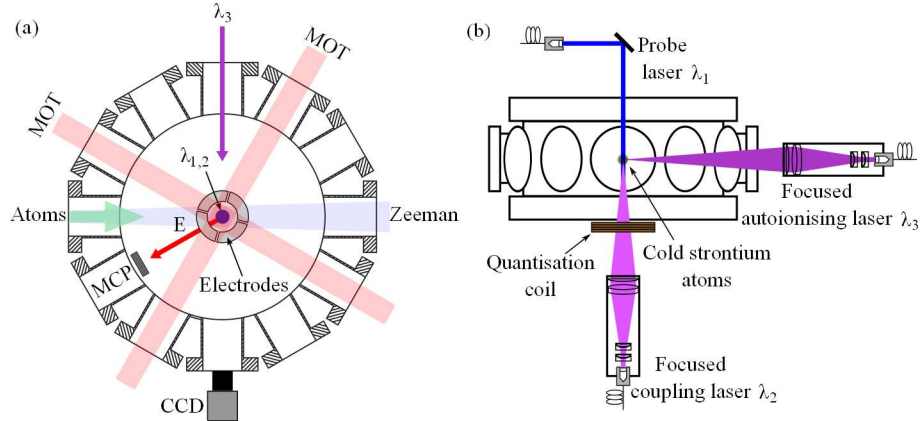 (a)
λ3
MOT
MOT
λ1,2
Atoms
E
Zeeman
MCP
Electrodes
CCD
(b)
Probe
laser λ1
Focused
autoionising laser λ3
Quantisation
coil
Cold strontium
atoms
Focused
coupling laser λ2